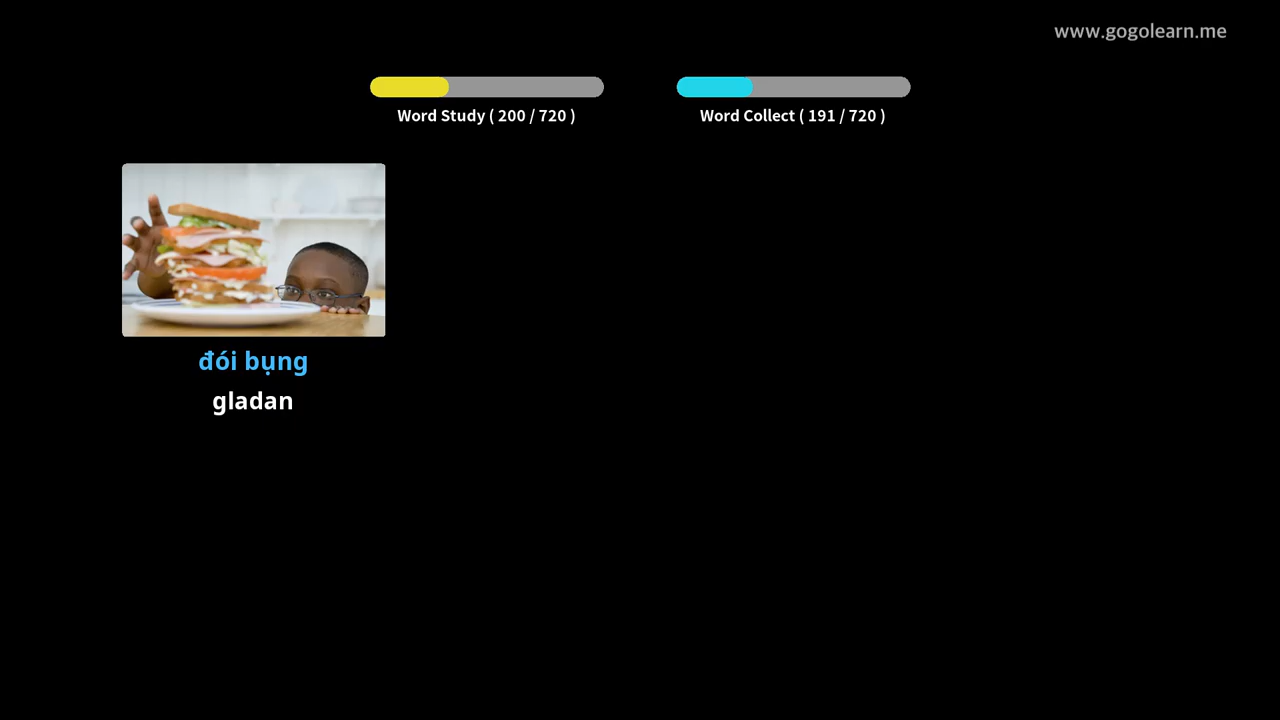 www.gogolearn.me
Word Study ( 200 / 720 )
Word Collect ( 191 / 720 )
đói bụng
gladan